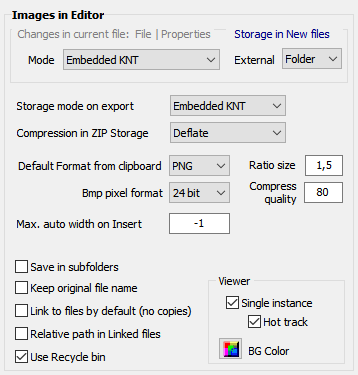 Images in Editor
Changes in current file: File | Properties
Storage in New files
Mode Embedded KNT
External Folder
Storage mode on export Embedded KNT
Compression in ZIP Storage Deflate
Default Format from clipboard PNG
Ratio size 1,5
Bmp pixel format 24 bit
Compress quality 80
Max. auto width on Insert -1
Save in subfolders
Keep original file name
Link to files by default (no copies)
Relative path in Linked files
Use Recycle bin
Viewer
Single instance
Hot track
BG Color